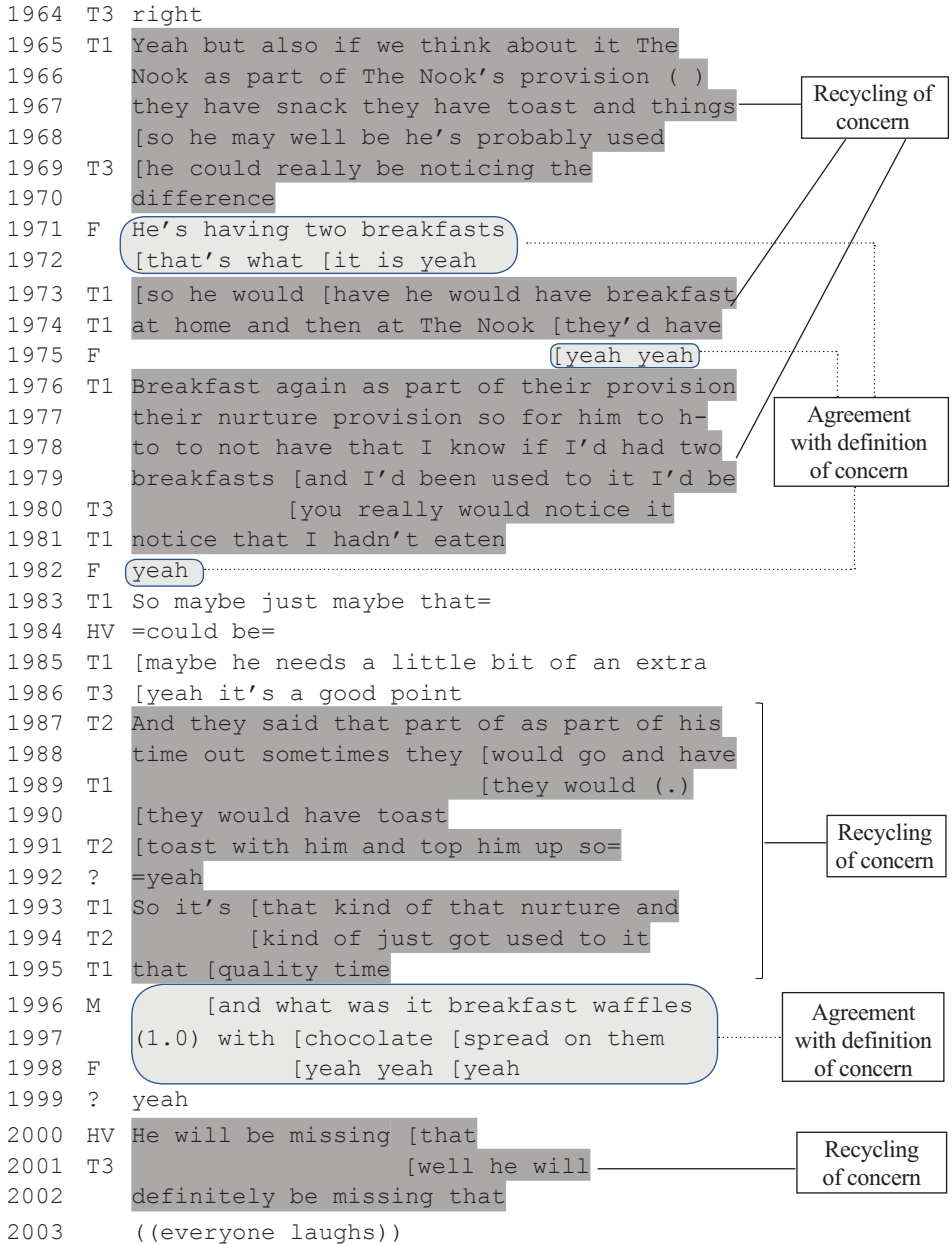 1964 T3 right
1965 T1 Yeah but also if we think about it The
1966 Nook as part of The Nook's provision ( )
1967 they have snack they have toast and things
1968 [so he may well be he's probably used
1969 T3 [he could really be noticing the
1970 difference
Recycling of
concern
1971 F He's having two breakfasts
1972 [that's what [it is yeah
1973 T1 [so he would [have he would have breakfast
1974 T1 at home and then at The Nook [they'd have
1975 F [yeah yeah
1976 T1 Breakfast again as part of their provision
1977 their nurture provision so for him to h-
1978 to to not have that I know if I'd had two
1979 breakfasts [and I'd been used to it I'd be
1980 T3 [you really would notice it
1981 T1 notice that I hadn't eaten
1982 F yeah
Agreement
with definition
of concern
1983 T1 So maybe just maybe that=
1984 HV =could be=
1985 T1 [maybe he needs a little bit of an extra
1986 T3 [yeah it's a good point
1987 T2 And they said that part of as part of his
1988 time out sometimes they [would go and have
1989 T1 [they would (.)
1990 [they would have toast
1991 T2 [toast with him and top him up so=
1992 ? =yeah
1993 T1 So it's [that kind of that nurture and
1994 T2 [kind of just got used to it
1995 T1 that [quality time
Recycling
of concern
1996 M [and what was it breakfast waffles
1997 (1.0) with [chocolate [spread on them
1998 F [yeah yeah [yeah
Agreement
with definition
of concern
1999 ? yeah
2000 HV He will be missing [that
2001 T3 [well he will
2002 definitely be missing that
Recycling
of concern
2003 ((everyone laughs))